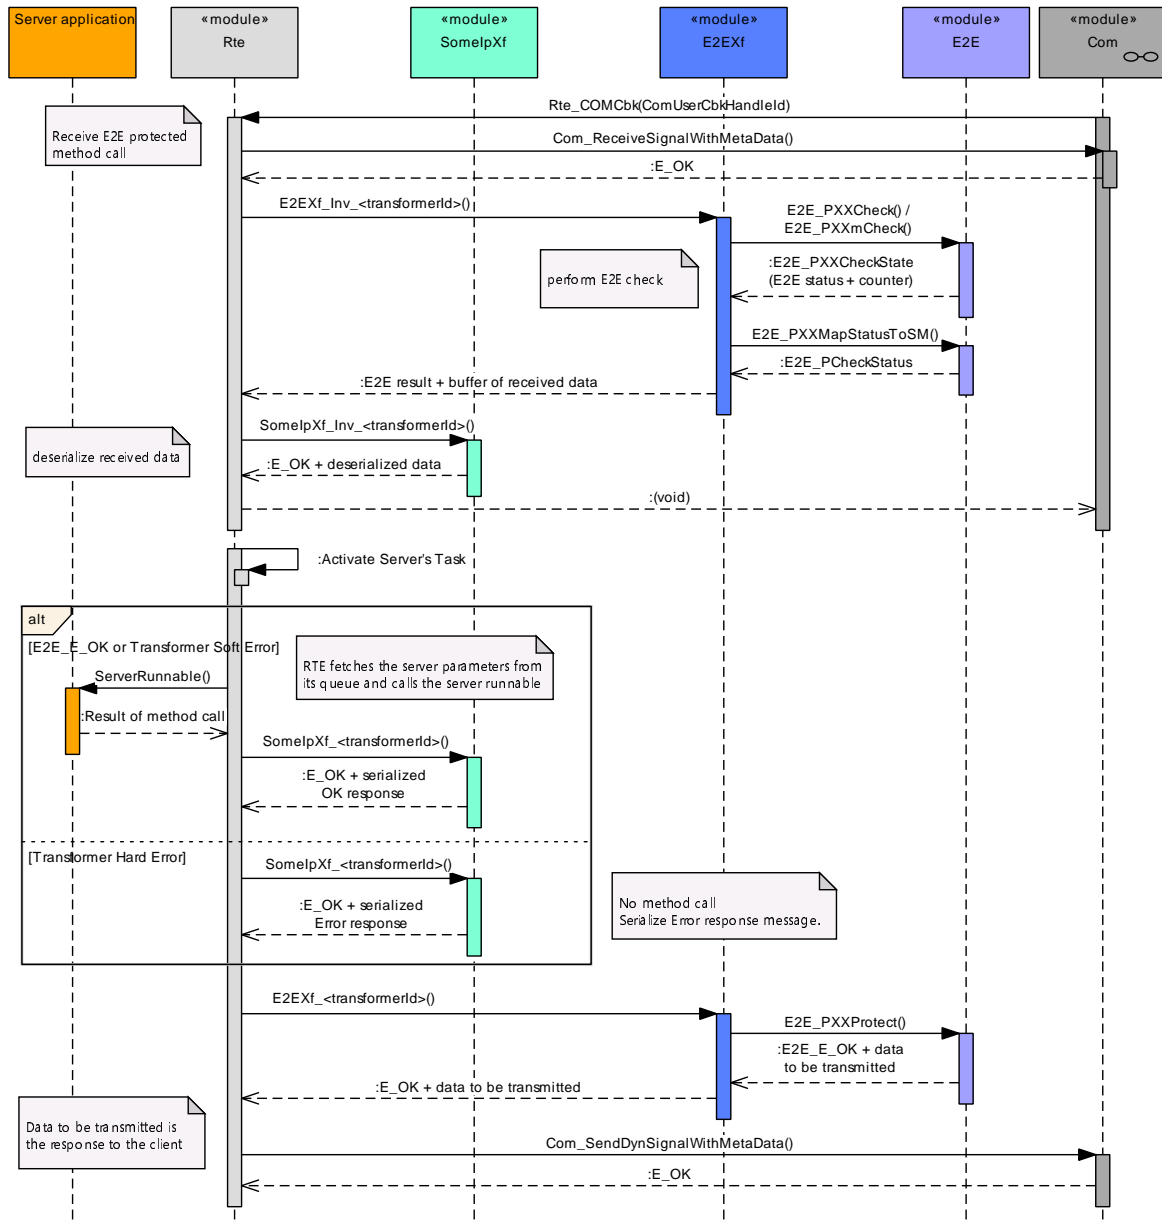 Server application
«module»
Rte
«module»
SomeIpXf
«module»
E2EXf
«module»
E2E
«module»
Com
Rte_COMCbk(ComUserCbkHandleId)
Receive E2E protected
method call
Com_ReceiveSignalWithMetaData()
:E_OK
E2EXf_Inv_<transformerId>()
E2E_PXXCheck() /
E2E_PXXmCheck()
perform E2E check
:E2E_PXXCheckState
(E2E status + counter)
E2E_PXXMapStatusToSM()
:E2E_PCheckStatus
:E2E result + buffer of received data
SomeIpXf_Inv_<transformerId>()
deserialize received data
:E_OK + deserialized data
:(void)
:Activate Server's Task
alt
[E2E_E_OK or Transformer Soft Error]
RTE fetches the server parameters from
its queue and calls the server runnable
ServerRunnable()
:Result of method call
SomeIpXf_<transformerId>()
:E_OK + serialized
OK response
[Transformer Hard Error]
SomeIpXf_<transformerId>()
:E_OK + serialized
Error response
No method call
Serialize Error response message.
E2EXf_<transformerId>()
E2E_PXXProtect()
:E2E_E_OK + data
to be transmitted
:E_OK + data to be transmitted
Data to be transmitted is
the response to the client
Com_SendDynSignalWithMetaData()
:E_OK